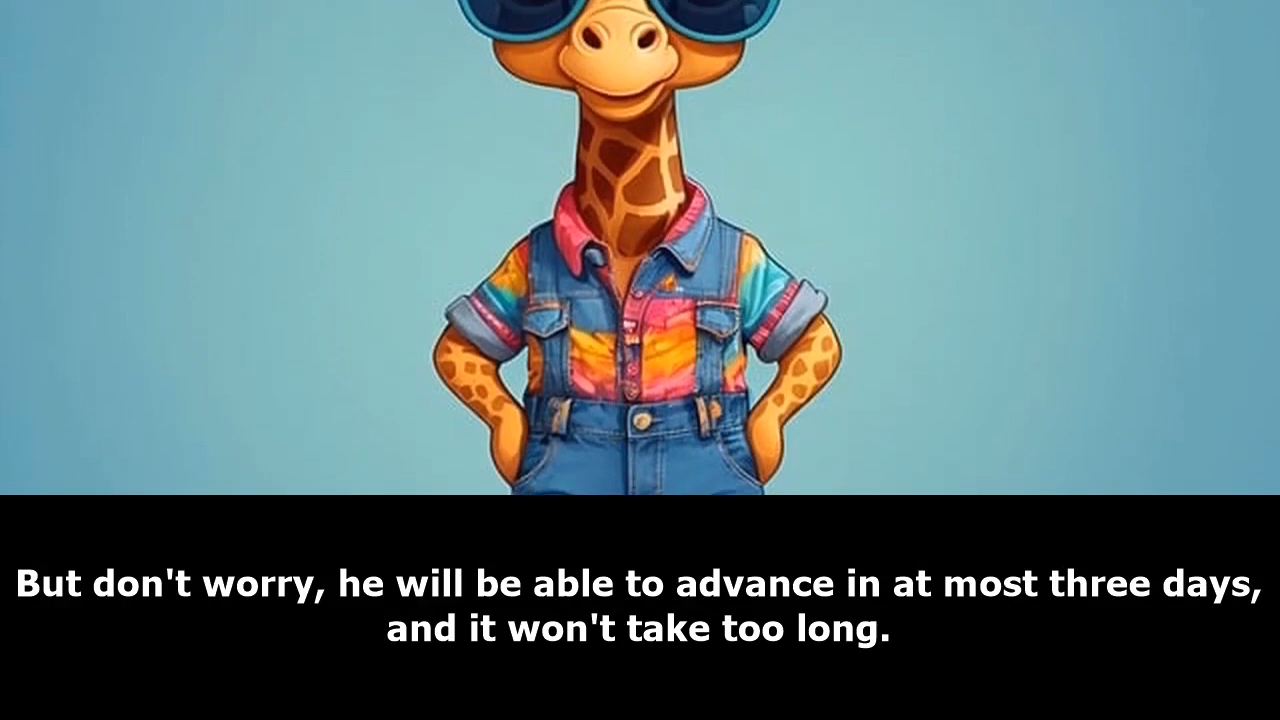 But don't worry, he will be able to advance in at most three days,
and it won't take too long.